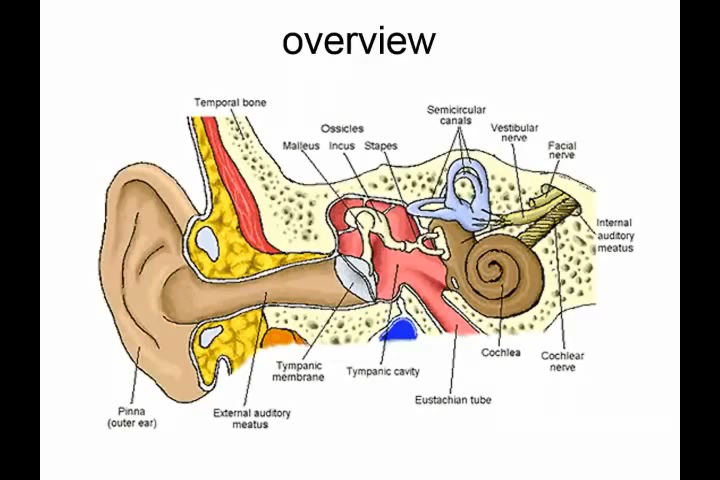 overview
Temporal bone
Ossicles
Malleus Incus Stapes
Semicircular
canals
Vestibular
nerve
Facial
nerve
Internal
auditory
meatus
Tympanic
membrane
Tympanic cavity
Cochlea
Cochlear
nerve
Eustachian tube
Pinna
(outer ear)
External auditory
meatus